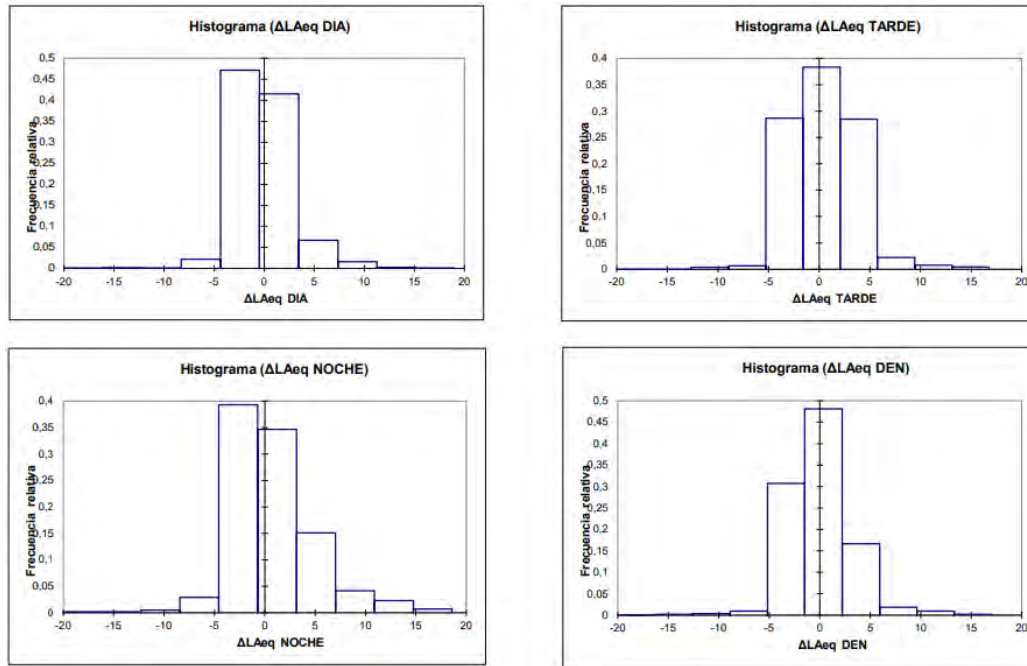 Histograma (ΔLAeq DIA)
0,5
0,45
0,4
0,35
0,3
0,25
0,2
0,15
0,1
0,05
0
Frecuencia relativa
-20 -15 -10 -5 0 5 10 15 20
ΔLAeq DIA
Histograma (ΔLAeq TARDE)
0,4
0,35
0,3
0,25
0,2
0,15
0,1
0,05
0
Frecuencia relativa
-20 -15 -10 -5 0 5 10 15 20
ΔLAeq TARDE
Histograma (ΔLAeq NOCHE)
0,4
0,35
0,3
0,25
0,2
0,15
0,1
0,05
0
Frecuencia relativa
-20 -15 -10 -5 0 5 10 15 20
ΔLAeq NOCHE
Histograma (ΔLAeq DEN)
0,5
0,45
0,4
0,35
0,3
0,25
0,2
0,15
0,1
0,05
0
Frecuencia relativa
-20 -15 -10 -5 0 5 10 15 20
ΔLAeq DEN